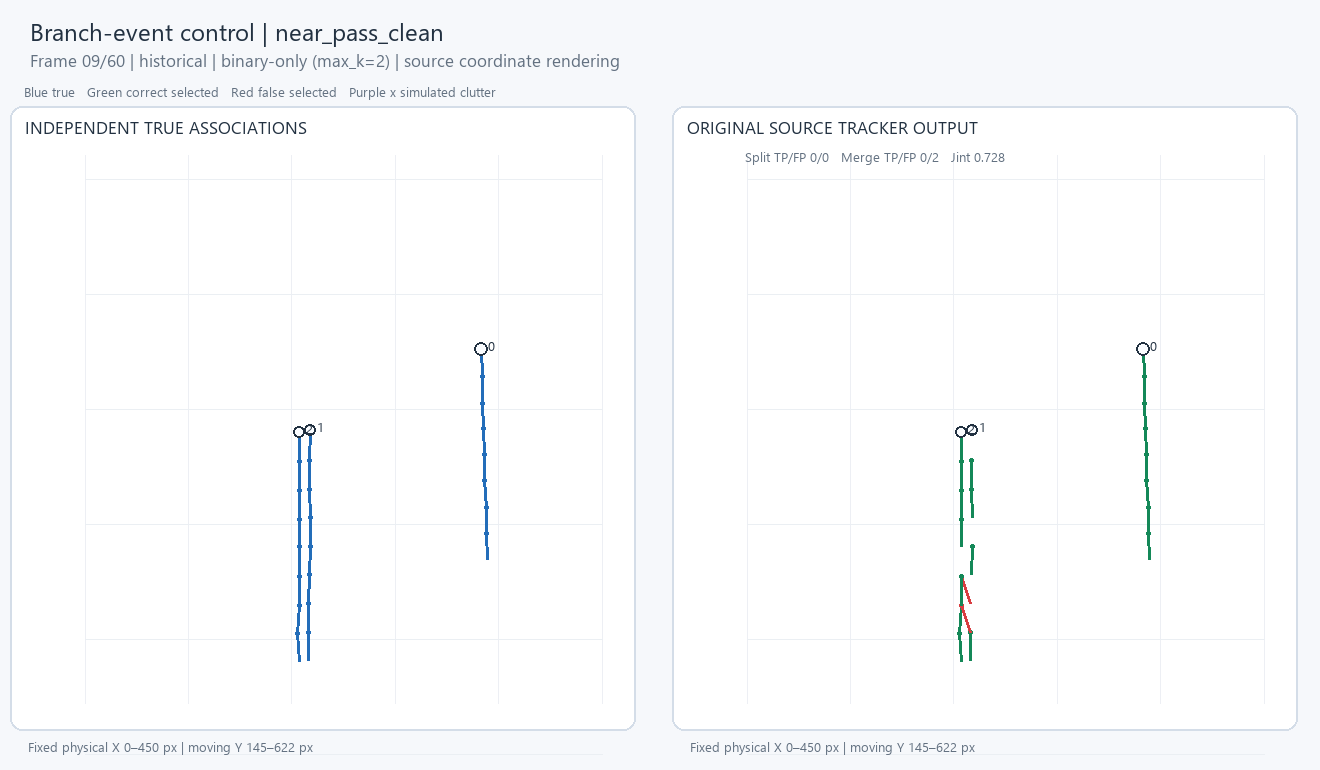 Branch-event control | near_pass_clean
Frame 09/60 | historical | binary-only (max_k=2) | source coordinate rendering
Blue true Green correct selected Red false selected Purple x simulated clutter
INDEPENDENT TRUE ASSOCIATIONS
0
2 1
Fixed physical X 0–450 px | moving Y 145–622 px
ORIGINAL SOURCE TRACKER OUTPUT
Split TP/FP 0/0 Merge TP/FP 0/2 Jint 0.728
0
2 1
Fixed physical X 0–450 px | moving Y 145–622 px